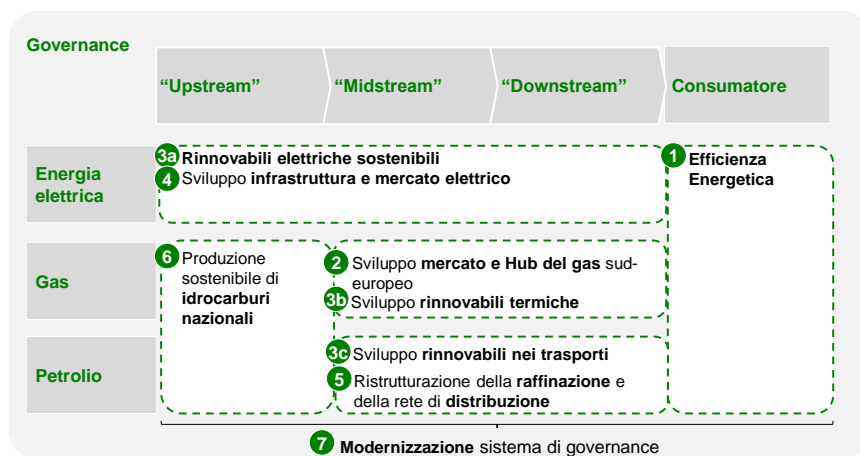 Governance
“Upstream”
“Midstream”
“Downstream”
Consumatore
Energia
elettrica
3a Rinnovabili elettriche sostenibili
4 Sviluppo infrastruttura e mercato elettrico
1 Efficienza
Energetica
Gas
6 Produzione
sostenibile di
idrocarburi
nazionali
2 Sviluppo mercato e Hub del gas sud-
europeo
3b Sviluppo rinnovabili termiche
Petrolio
3c Sviluppo rinnovabili nei trasporti
5 Ristrutturazione della raffinazione e
della rete di distribuzione
7 Modernizzazione sistema di governance